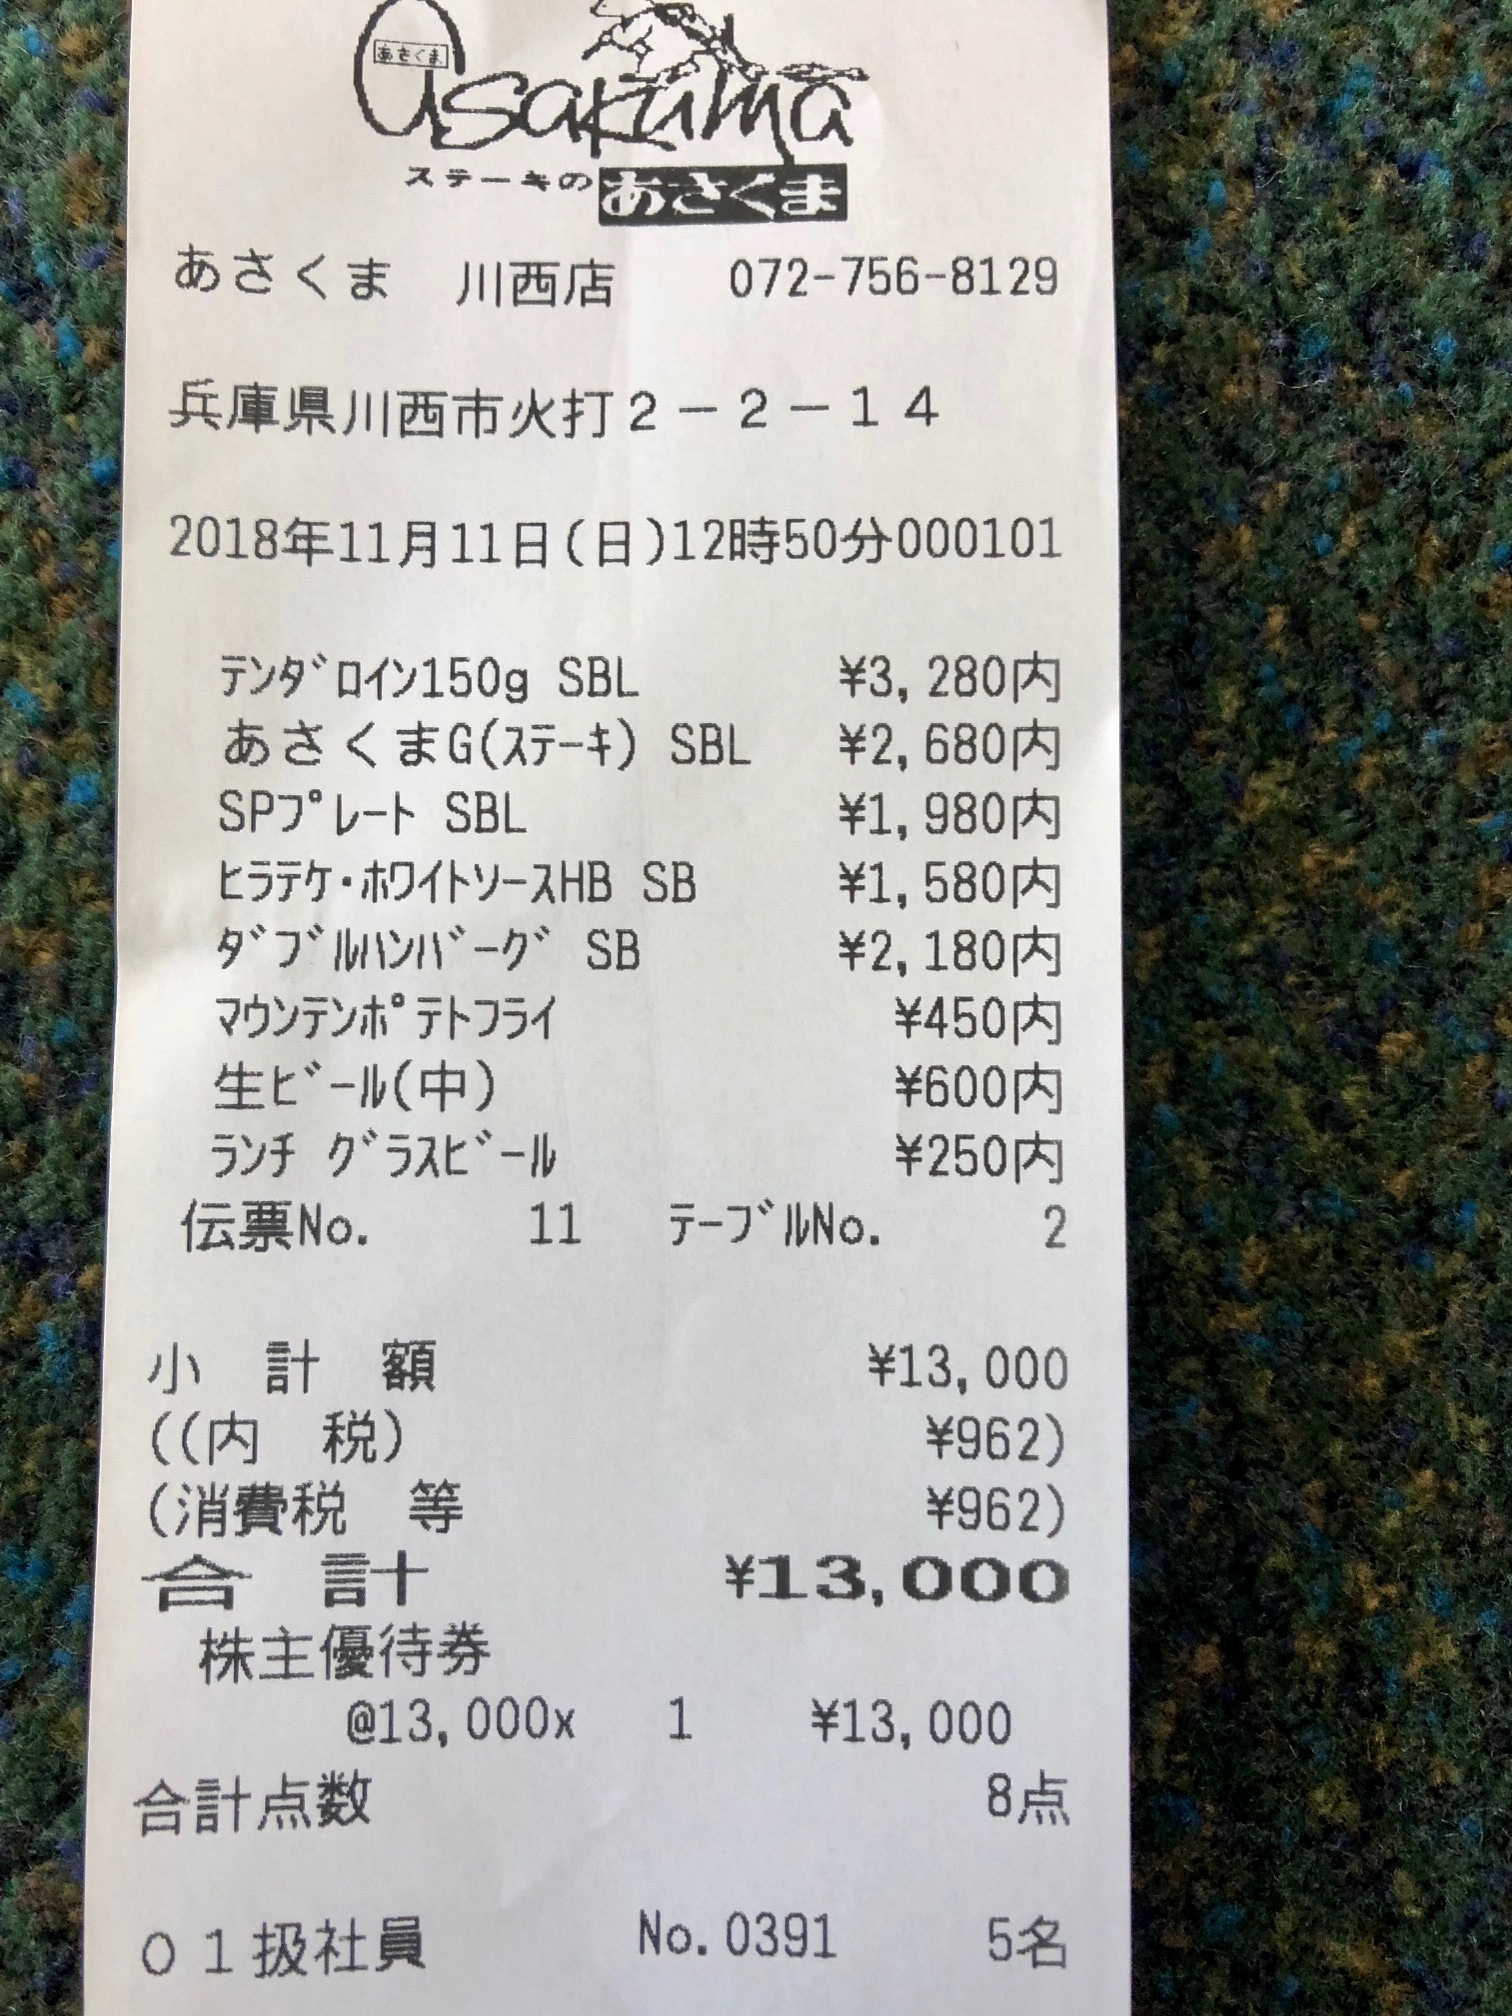 あさくま
asakuma
ステーキのあさくま
あさくま 川西店 072-756-8129
兵庫県川西市火打2-2-14
2018年11月11日(日)12時50分000101
ﾃﾝﾀﾞﾛｲﾝ150g SBL ¥3,280内
あさくまG(ｽﾃｰｷ) SBL ¥2,680内
SPﾌﾟﾚｰﾄ SBL ¥1,980内
ﾋﾗﾃｹ・ﾎﾜｲﾄｿｰｽHB SB ¥1,580内
ﾀﾞﾌﾞﾙﾊﾝﾊﾞｰｸﾞ SB ¥2,180内
ﾏｳﾝﾃﾝﾎﾟﾃﾄﾌﾗｲ ¥450内
生ﾋﾞｰﾙ(中) ¥600内
ﾗﾝﾁ ｸﾞﾗｽﾋﾞｰﾙ ¥250内
伝票No. 11 ﾃｰﾌﾞﾙNo. 2
小 計 額 ¥13,000
((内 税) ¥962)
(消費税 等 ¥962)
合 計 ¥13,000
株主優待券
@13,000x 1 ¥13,000
合計点数 8点
01扱社員 No.0391 5名